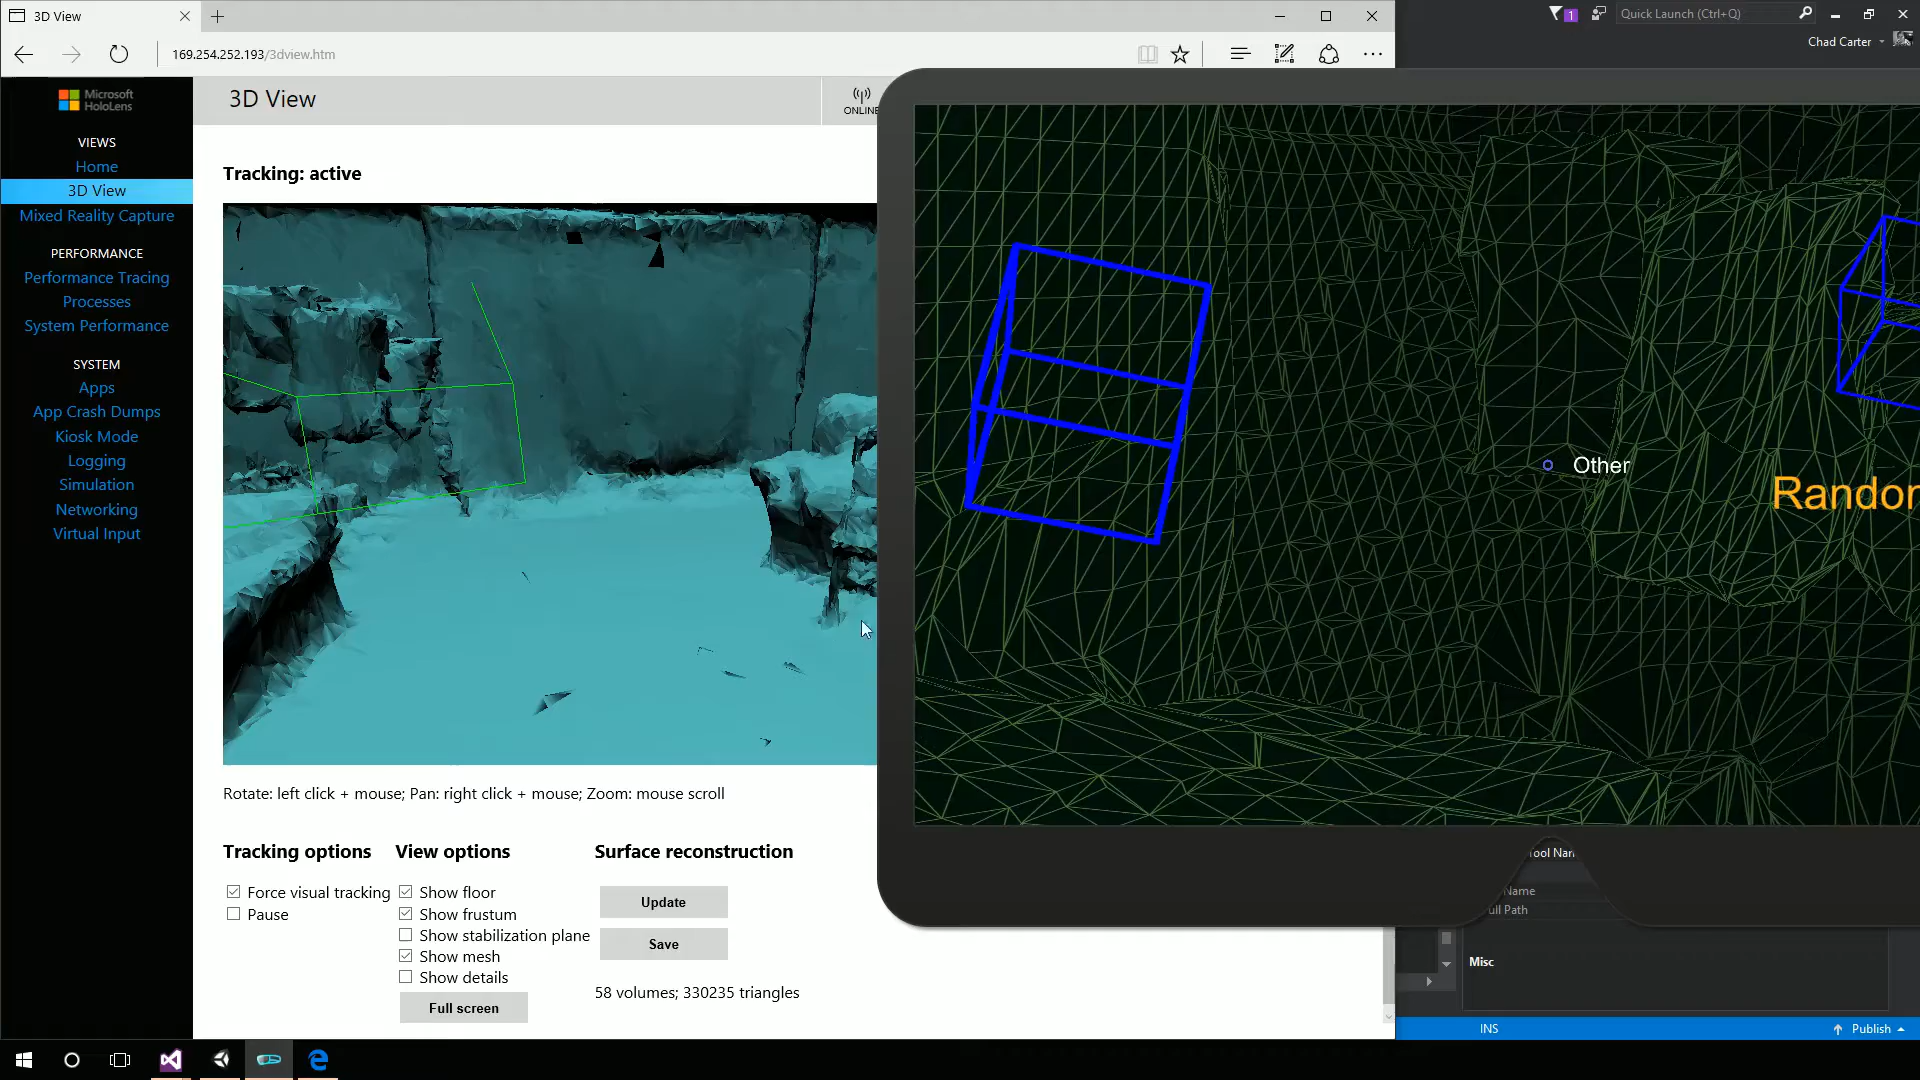 3D View
169.254.252.193/3dview.htm
Quick Launch (Ctrl+Q)
1
Chad Carter
Microsoft
HoloLens
3D View
ONLINE
VIEWS
Home
3D View
Mixed Reality Capture
PERFORMANCE
Performance Tracing
Processes
System Performance
SYSTEM
Apps
App Crash Dumps
Kiosk Mode
Logging
Simulation
Networking
Virtual Input
Tracking: active
Other
Random
Rotate: left click + mouse; Pan: right click + mouse; Zoom: mouse scroll
Tracking options
Force visual tracking
Pause
View options
Show floor
Show frustum
Show stabilization plane
Show mesh
Show details
Full screen
Surface reconstruction
Update
Save
58 volumes; 330235 triangles
Name
Path
Misc
INS
Publish